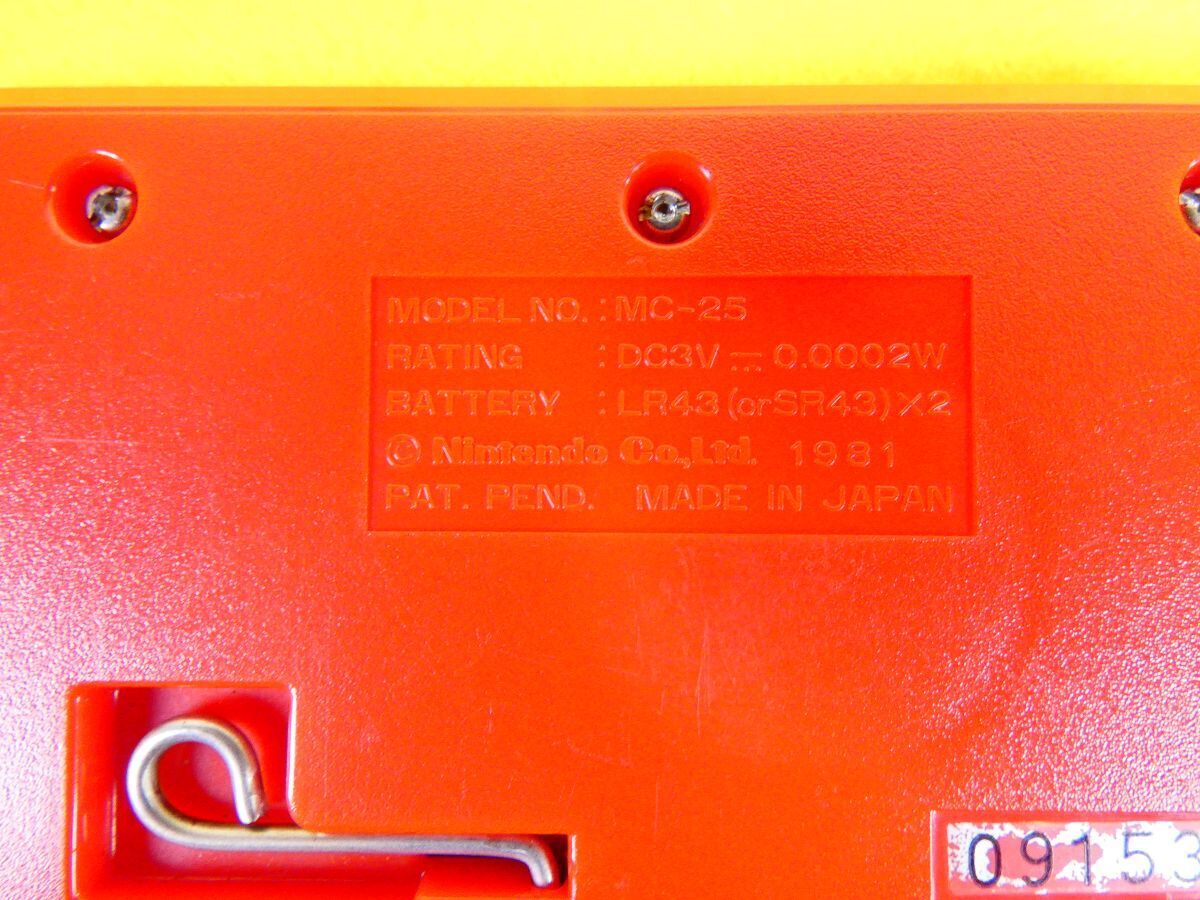 MODEL NO. : MC-25
RATING : DC3V ⎓ 0.0002W
BATTERY : LR43 (or SR43) X2
© Nintendo Co., Ltd. 1981
PAT. PEND. MADE IN JAPAN
09153